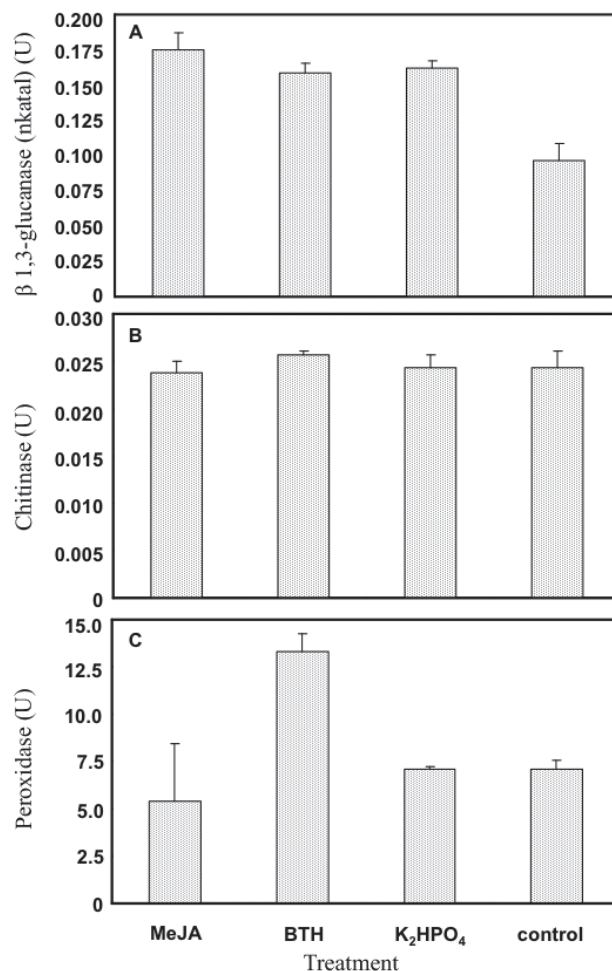 A
β 1,3-glucanase (nkatal) (U)
0.200
0.175
0.150
0.125
0.100
0.075
0.050
0.025
0
B
Chitinase (U)
0.030
0.025
0.020
0.015
0.010
0.005
0
C
Peroxidase (U)
15.0
12.5
10.0
7.5
5.0
2.5
0
MeJA BTH K₂HPO₄ control
Treatment